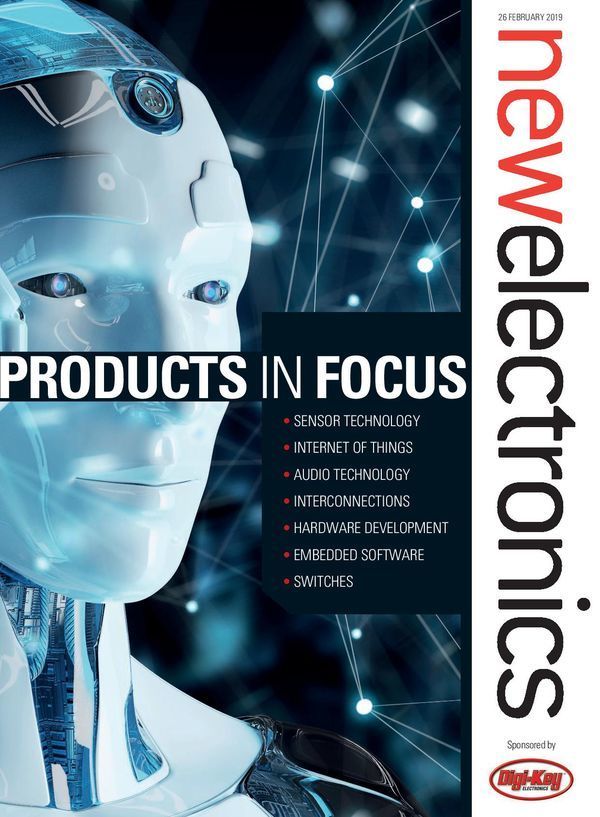 26 FEBRUARY 2019
newelectronics
PRODUCTS IN FOCUS
• SENSOR TECHNOLOGY
• INTERNET OF THINGS
• AUDIO TECHNOLOGY
• INTERCONNECTIONS
• HARDWARE DEVELOPMENT
• EMBEDDED SOFTWARE
• SWITCHES
Sponsored by
Digi-Key
ELECTRONICS